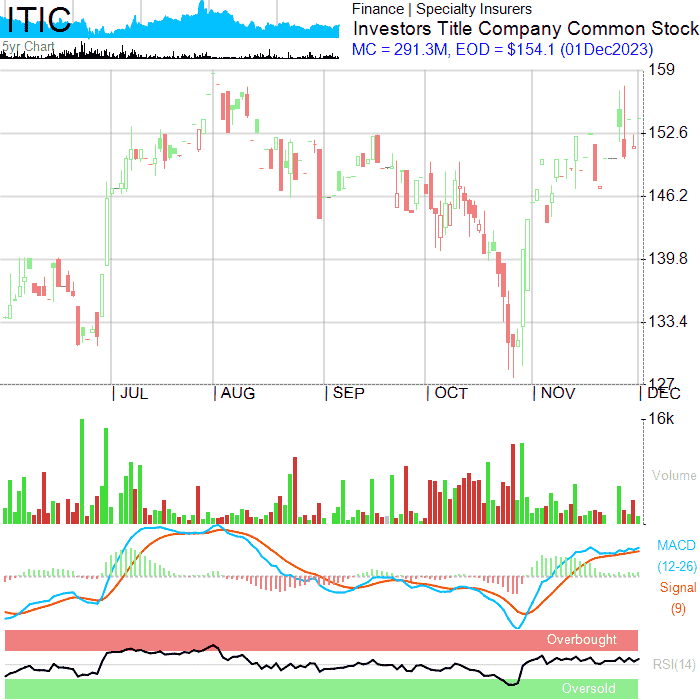 ITIC
5yr Chart
Finance | Specialty Insurers
Investors Title Company Common Stock
MC = 291.3M, EOD = $154.1 (01Dec2023)
159
152.6
146.2
139.8
133.4
127
JUL AUG SEP OCT NOV DEC
16k
Volume
MACD
(12-26)
Signal
(9)
Overbought
RSI(14)
Oversold